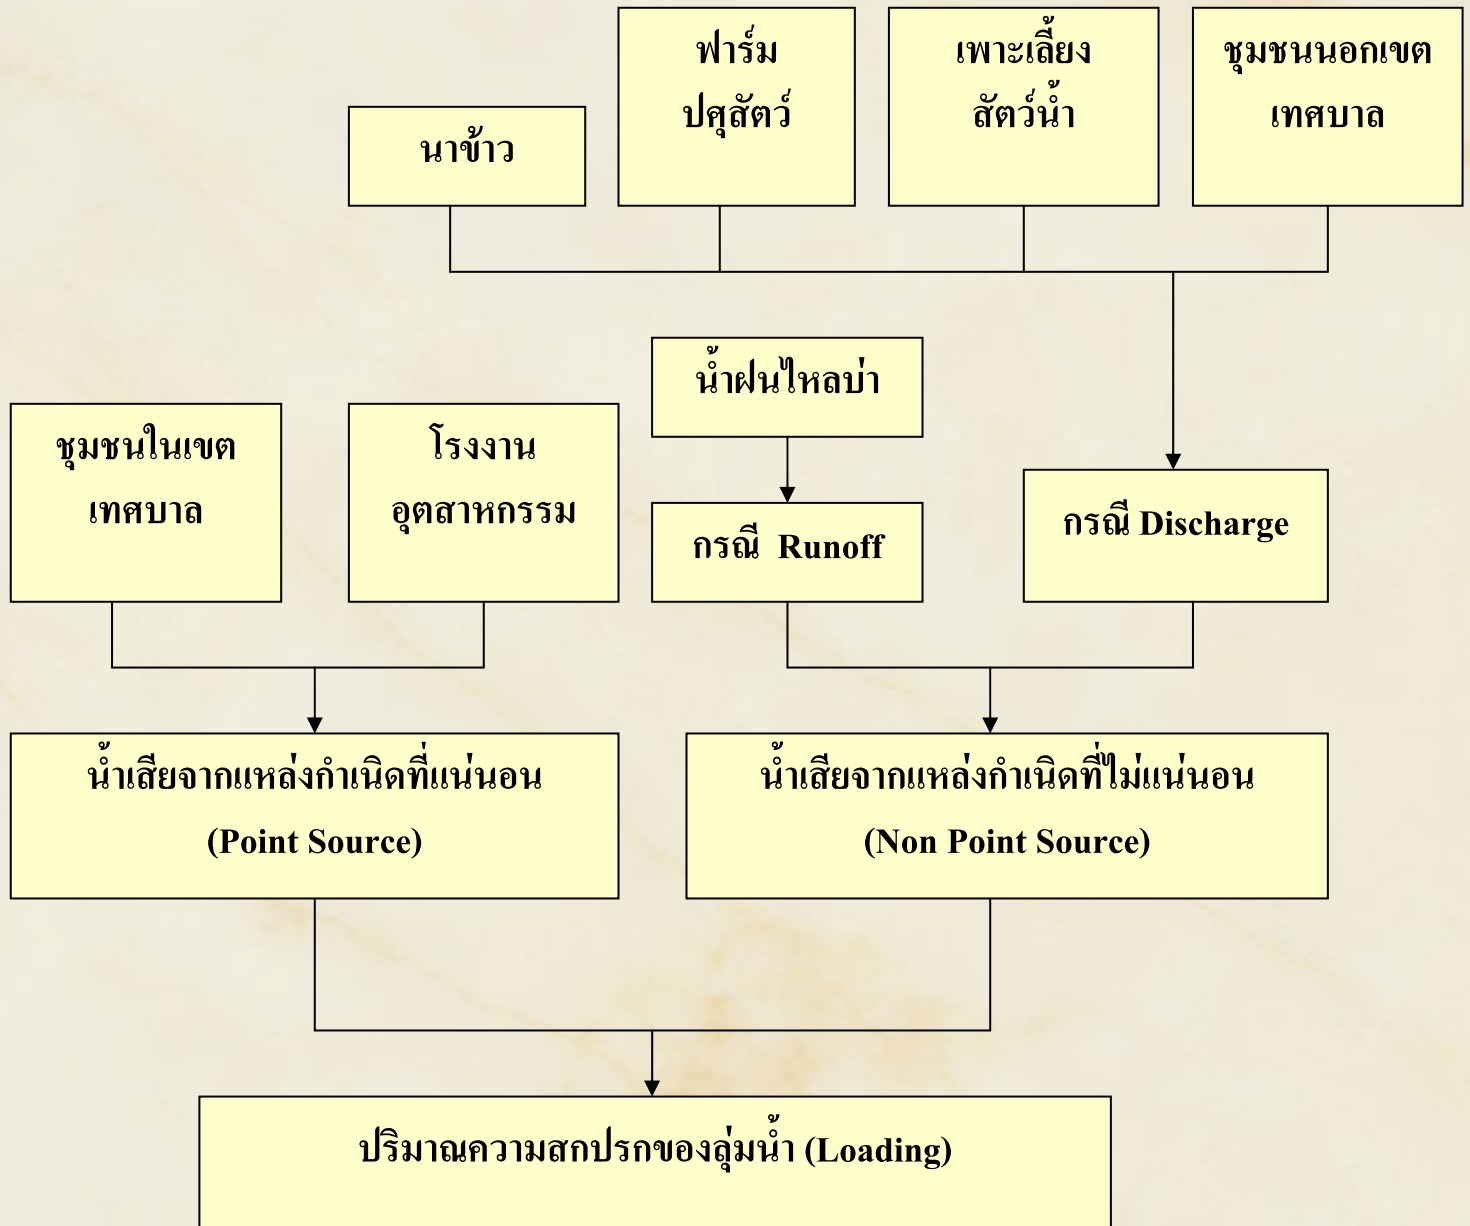 ฟาร์ม
ปศุสัตว์
เพาะเลี้ยง
สัตว์น้ำ
ชุมชนนอกเขต
เทศบาล
นาข้าว
น้ำฝนไหลบ่า
ชุมชนในเขต
เทศบาล
โรงงาน
อุตสาหกรรม
กรณี Runoff
กรณี Discharge
น้ำเสียจากแหล่งกำเนิดที่แน่นอน
(Point Source)
น้ำเสียจากแหล่งกำเนิดที่ไม่แน่นอน
(Non Point Source)
ปริมาณความสกปรกของลุ่มน้ำ (Loading)